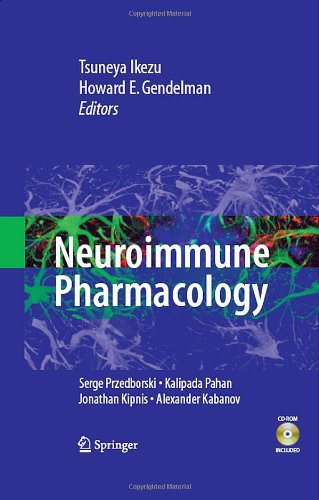 Tsuneya Ikezu
Howard E. Gendelman
Editors
Neuroimmune
Pharmacology
Serge Przedborski • Kalipada Pahan
Jonathan Kipnis • Alexander Kabanov
CD-ROM
INCLUDED
Springer